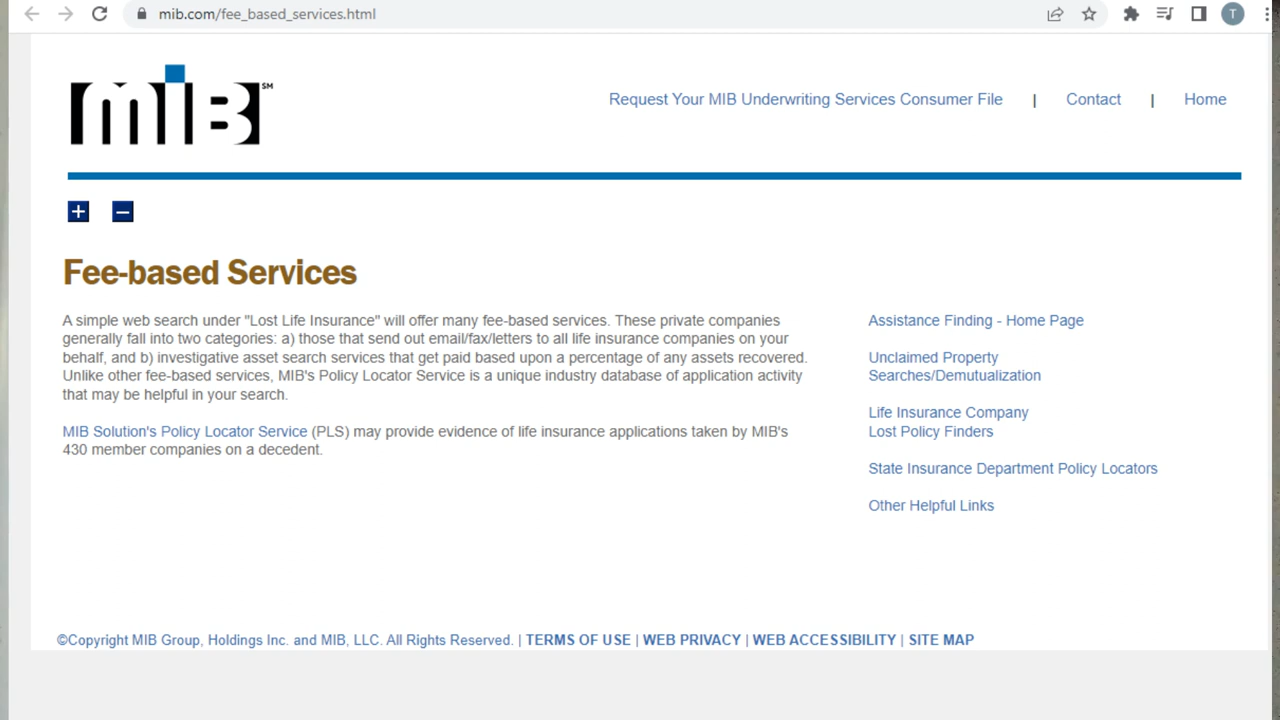 mib.com/fee_based_services.html
T
miB SM
Request Your MIB Underwriting Services Consumer File | Contact | Home
Fee-based Services
A simple web search under "Lost Life Insurance" will offer many fee-based services. These private companies
generally fall into two categories: a) those that send out email/fax/letters to all life insurance companies on your
behalf, and b) investigative asset search services that get paid based upon a percentage of any assets recovered.
Unlike other fee-based services, MIB's Policy Locator Service is a unique industry database of application activity
that may be helpful in your search.
MIB Solution's Policy Locator Service (PLS) may provide evidence of life insurance applications taken by MIB's
430 member companies on a decedent.
Assistance Finding - Home Page
Unclaimed Property
Searches/Demutualization
Life Insurance Company
Lost Policy Finders
State Insurance Department Policy Locators
Other Helpful Links
©Copyright MIB Group, Holdings Inc. and MIB, LLC. All Rights Reserved. | TERMS OF USE | WEB PRIVACY | WEB ACCESSIBILITY | SITE MAP